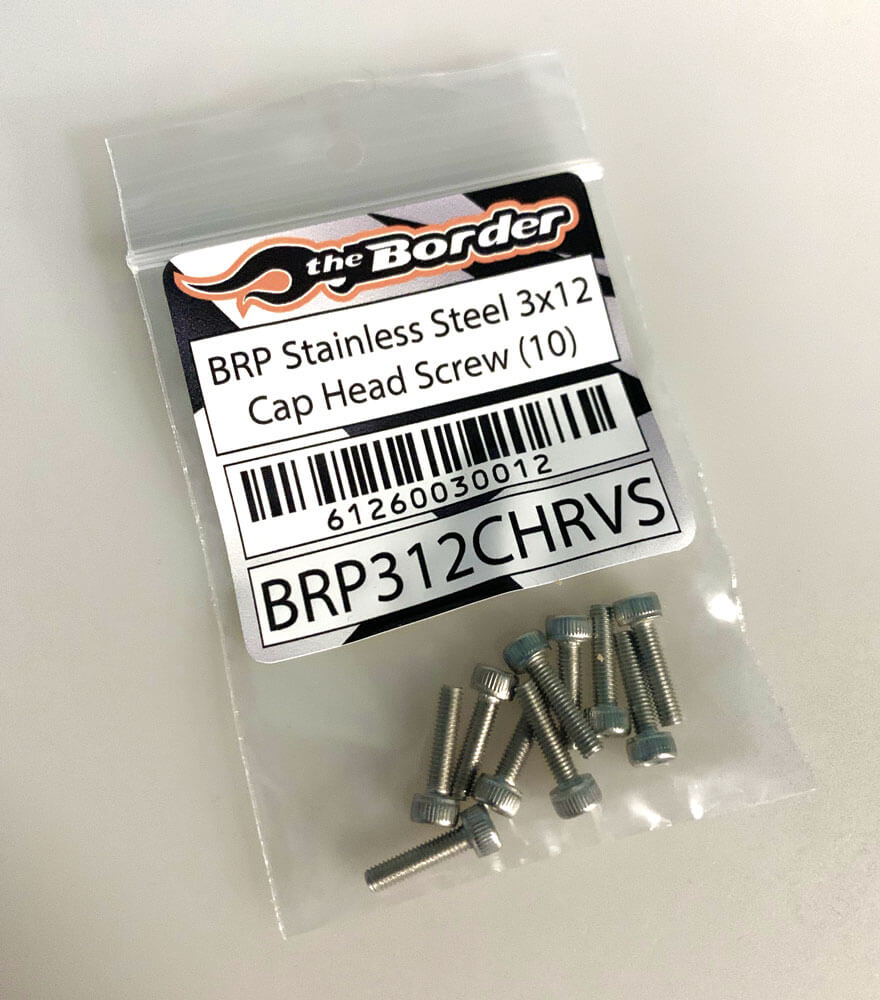 the Border
BRP Stainless Steel 3x12
Cap Head Screw (10)
61260030012
BRP312CHRVS